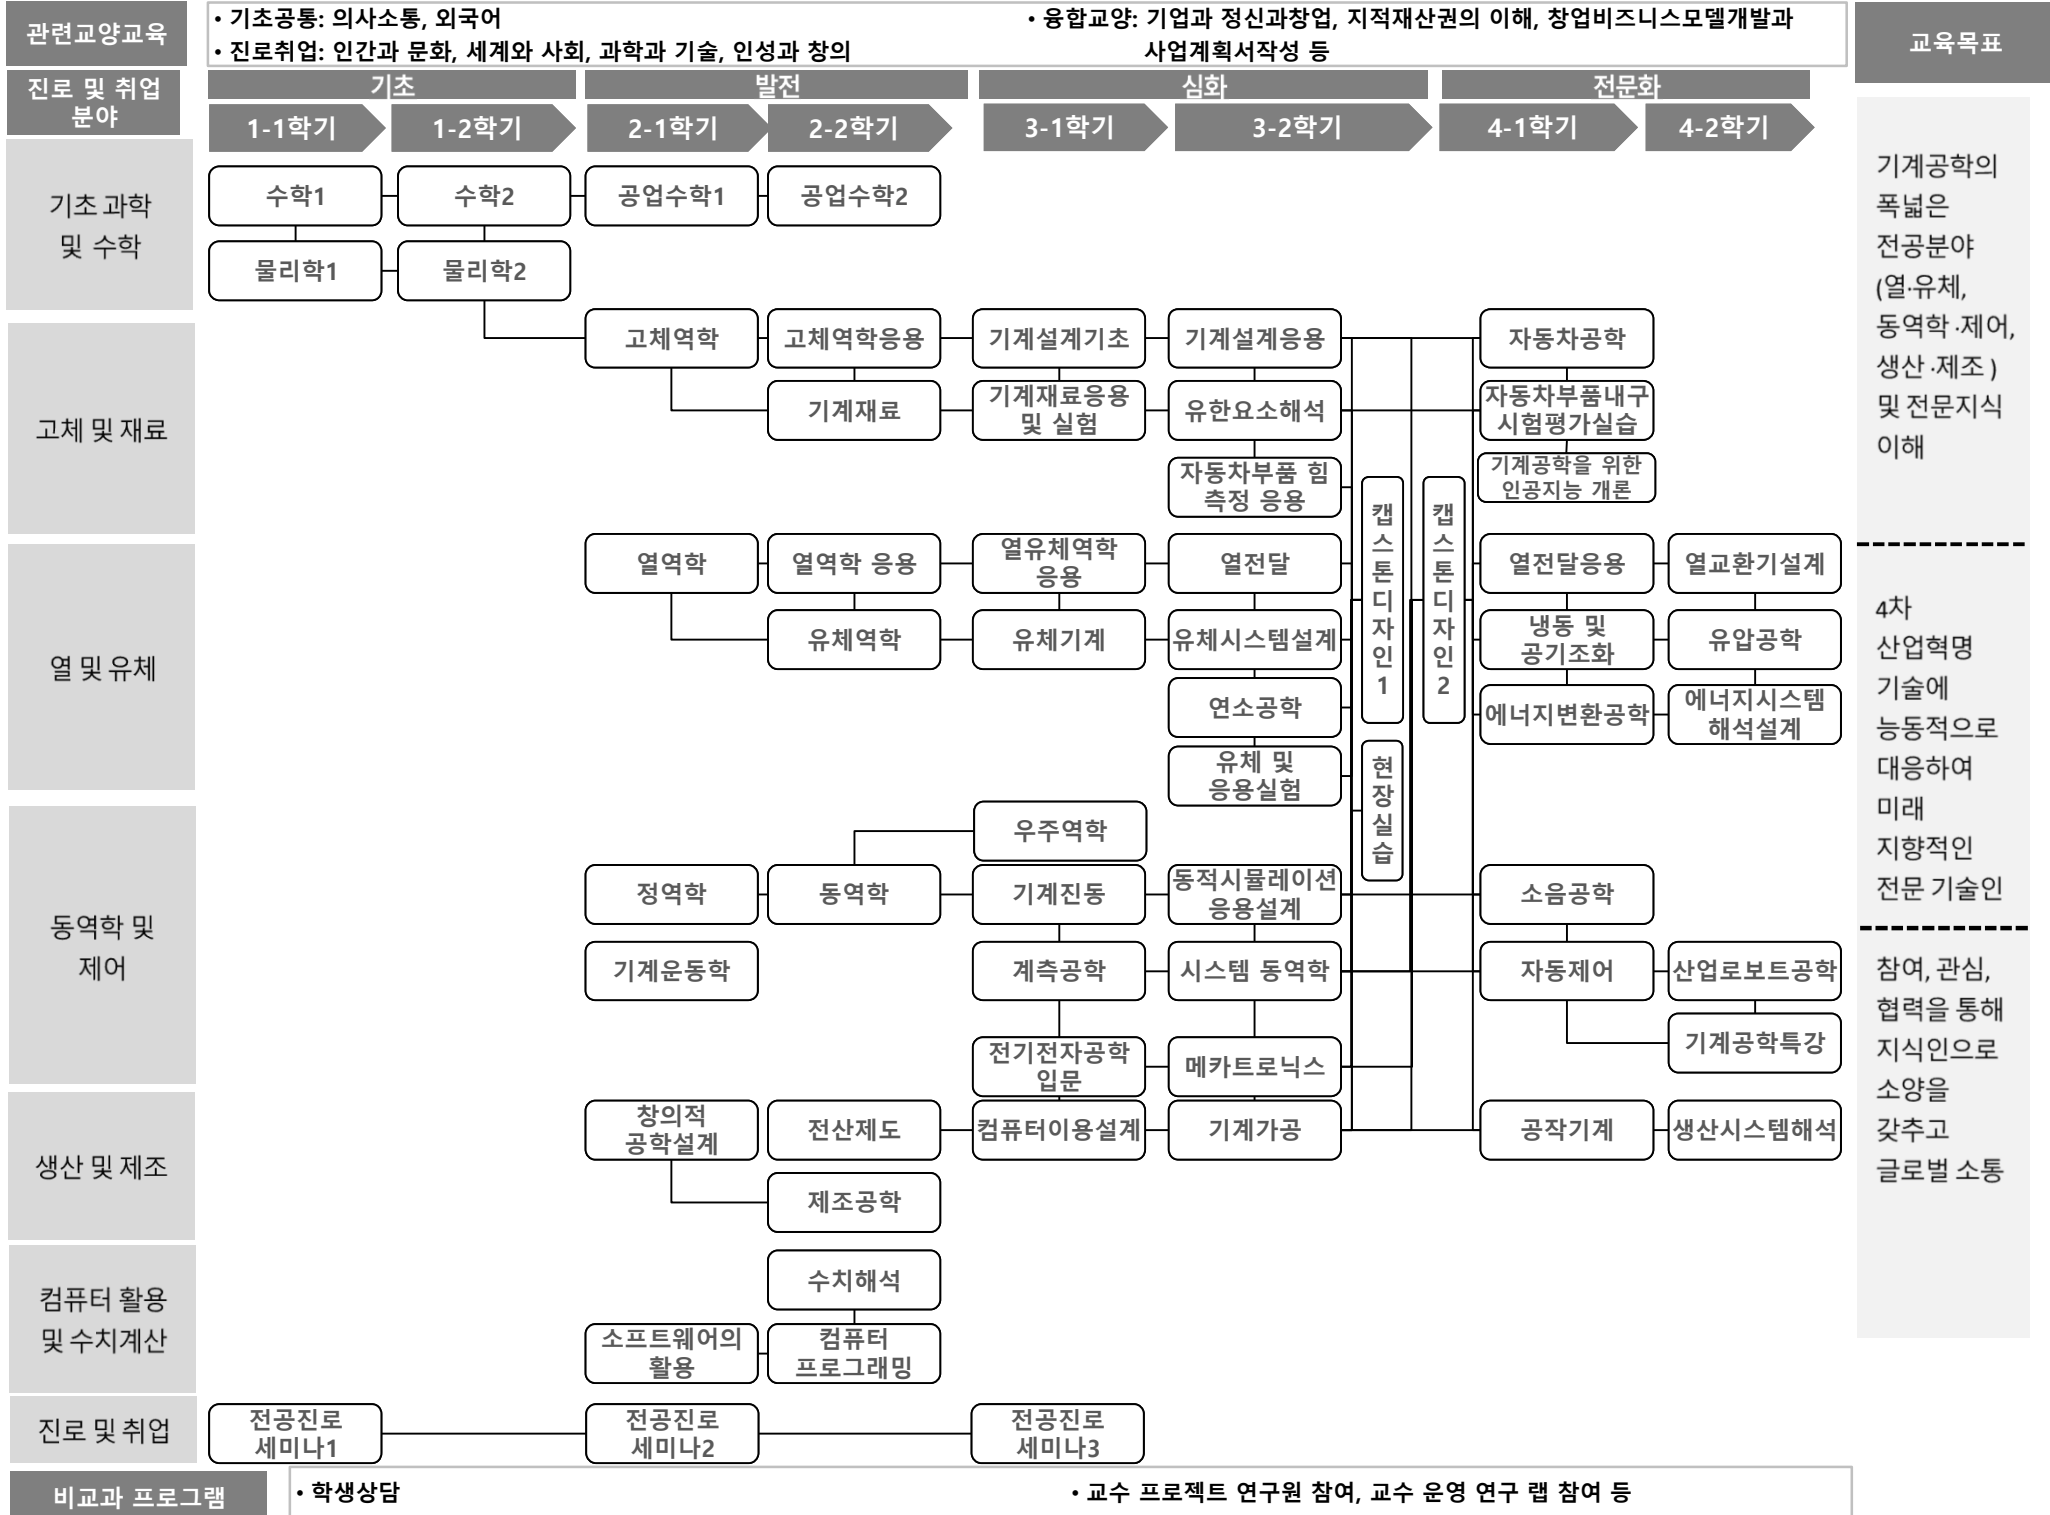 관련교양교육
• 기초공통: 의사소통, 외국어
• 진로취업: 인간과 문화, 세계와 사회, 과학과 기술, 인성과 창의
• 융합교양: 기업과 정신과창업, 지적재산권의 이해, 창업비즈니스모델개발과
사업계획서작성 등
교육목표
진로 및 취업
분야
기초
발전
심화
전문화
1-1학기
1-2학기
2-1학기
2-2학기
3-1학기
3-2학기
4-1학기
4-2학기
기초 과학
및 수학
수학1
수학2
공업수학1
공업수학2
물리학1
물리학2
고체 및 재료
고체역학
고체역학응용
기계설계기초
기계설계응용
자동차공학
기계재료
기계재료응용
및 실험
유한요소해석
자동차부품내구
시험평가실습
자동차부품 힘
측정 응용
기계공학을 위한
인공지능 개론
캡
스
톤
디
자
인
1
캡
스
톤
디
자
인
2
열 및 유체
열역학
열역학 응용
열유체역학
응용
열전달
열전달응용
열교환기설계
유체역학
유체기계
유체시스템설계
냉동 및
공기조화
유압공학
연소공학
에너지변환공학
에너지시스템
해석설계
유체 및
응용실험
현
장
실
습
동역학 및
제어
우주역학
정역학
동역학
기계진동
동적시뮬레이션
응용설계
소음공학
기계운동학
계측공학
시스템 동역학
자동제어
산업로보트공학
기계공학특강
전기전자공학
입문
메카트로닉스
생산 및 제조
창의적
공학설계
전산제도
컴퓨터이용설계
기계가공
공작기계
생산시스템해석
제조공학
컴퓨터 활용
및 수치계산
수치해석
소프트웨어의
활용
컴퓨터
프로그래밍
진로 및 취업
전공진로
세미나1
전공진로
세미나2
전공진로
세미나3
기계공학의
폭넓은
전공분야
(열·유체,
동역학 ·제어,
생산 ·제조 )
및 전문지식
이해
4차
산업혁명
기술에
능동적으로
대응하여
미래
지향적인
전문 기술인
참여, 관심,
협력을 통해
지식인으로
소양을
갖추고
글로벌 소통
비교과 프로그램
• 학생상담
• 교수 프로젝트 연구원 참여, 교수 운영 연구 랩 참여 등